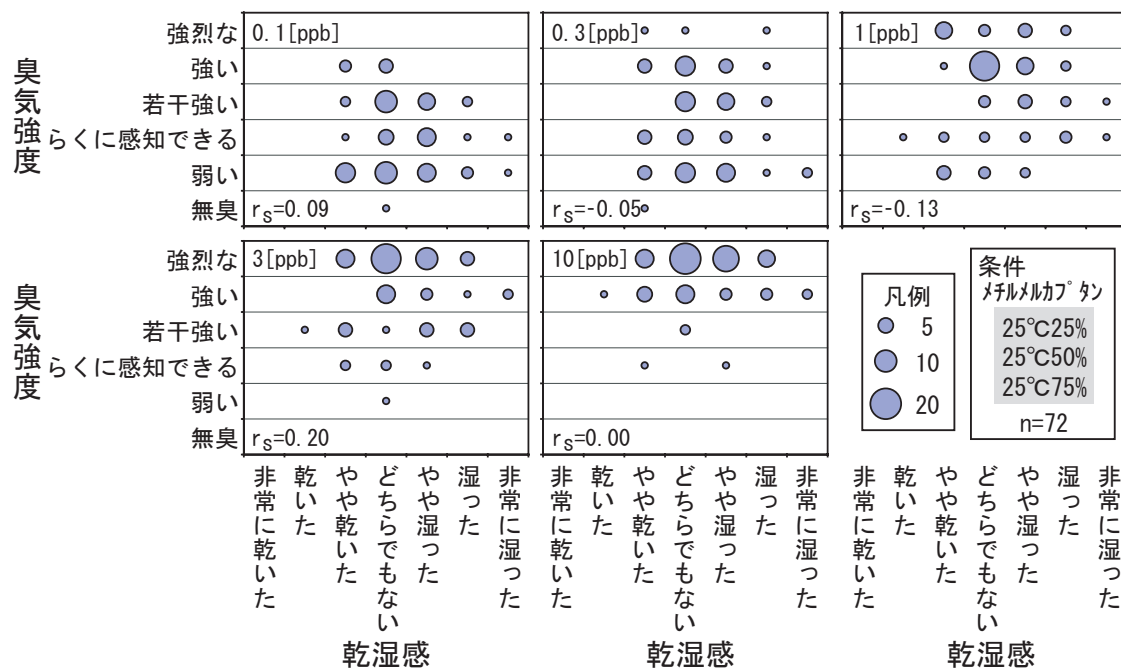 臭気強度
強烈な
強い
若干強い
らくに感知できる
弱い
無臭
0.1[ppb]
rS=0.09
0.3[ppb]
rS=-0.05
1[ppb]
rS=-0.13
臭気強度
強烈な
強い
若干強い
らくに感知できる
弱い
無臭
3[ppb]
rS=0.20
10[ppb]
rS=0.00
凡例
5
10
20
条件
ﾒﾁﾙﾒﾙｶﾌﾟﾀﾝ
25℃25%
25℃50%
25℃75%
n=72
非常に乾いた
乾いた
やや乾いた
どちらでもない
やや湿った
湿った
非常に湿った
乾湿感
非常に乾いた
乾いた
やや乾いた
どちらでもない
やや湿った
湿った
非常に湿った
乾湿感
非常に乾いた
乾いた
やや乾いた
どちらでもない
やや湿った
湿った
非常に湿った
乾湿感